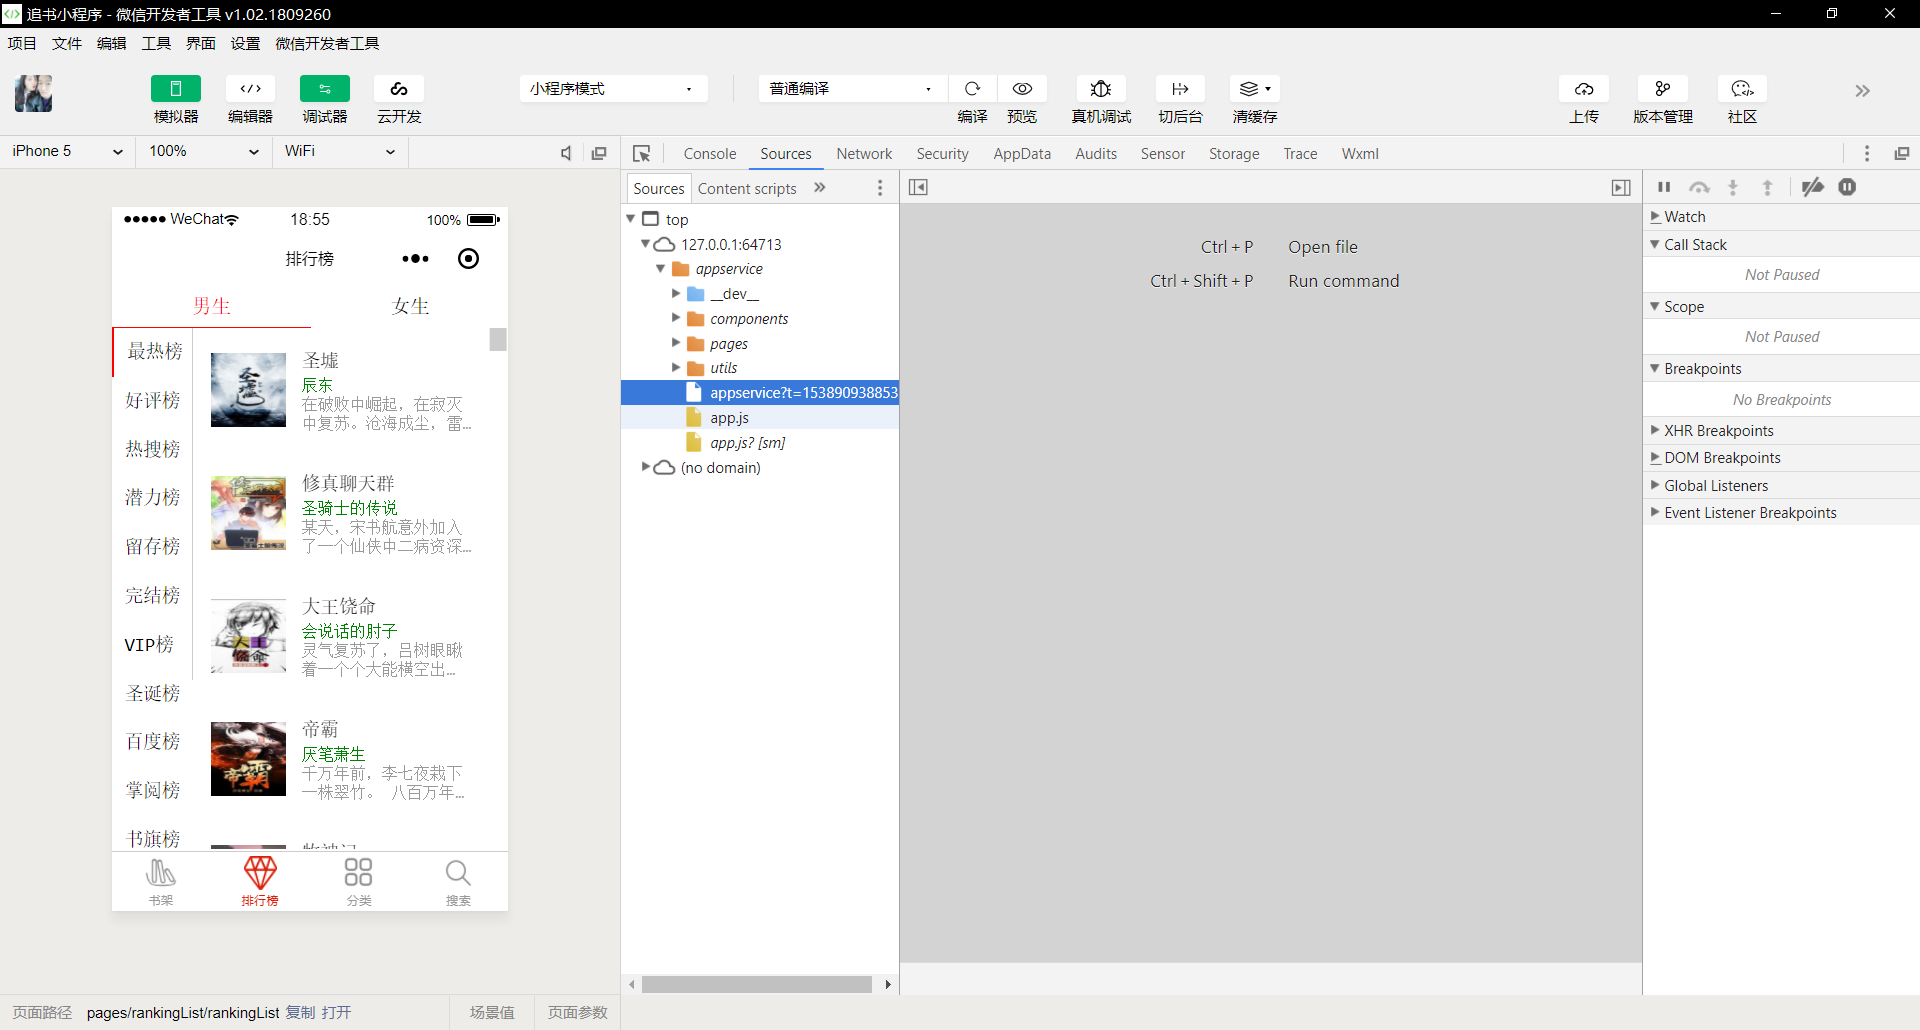 追书小程序 - 微信开发者工具 v1.02.1809260
项目 文件 编辑 工具 界面 设置 微信开发者工具
模拟器 编辑器 调试器 云开发
小程序模式
普通编译
编译 预览 真机调试 切后台 清缓存
上传 版本管理 社区
iPhone 5 100% WiFi
Console Sources Network Security AppData Audits Sensor Storage Trace Wxml
Sources Content scripts
WeChat 18:55 100%
排行榜
男生 女生
最热榜
好评榜
热搜榜
潜力榜
留存榜
完结榜
VIP榜
圣诞榜
百度榜
掌阅榜
书旗榜
圣墟
辰东
在破败中崛起，在寂灭
中复苏。沧海成尘，雷...
修真聊天群
圣骑士的传说
某天，宋书航意外加入
了一个仙侠中二病资深...
大王饶命
会说话的肘子
灵气复苏了，吕树眼瞅
着一个个大能横空出...
帝霸
厌笔萧生
千万年前，李七夜栽下
一株翠竹。 八百万年...
书架 排行榜 分类 搜索
页面路径 pages/rankingList/rankingList 复制 打开
场景值 页面参数
top
127.0.0.1:64713
appservice
__dev__
components
pages
utils
appservice?t=153890938853
app.js
app.js? [sm]
(no domain)
Ctrl + P Open file
Ctrl + Shift + P Run command
Watch
Call Stack
Not Paused
Scope
Not Paused
Breakpoints
No Breakpoints
XHR Breakpoints
DOM Breakpoints
Global Listeners
Event Listener Breakpoints